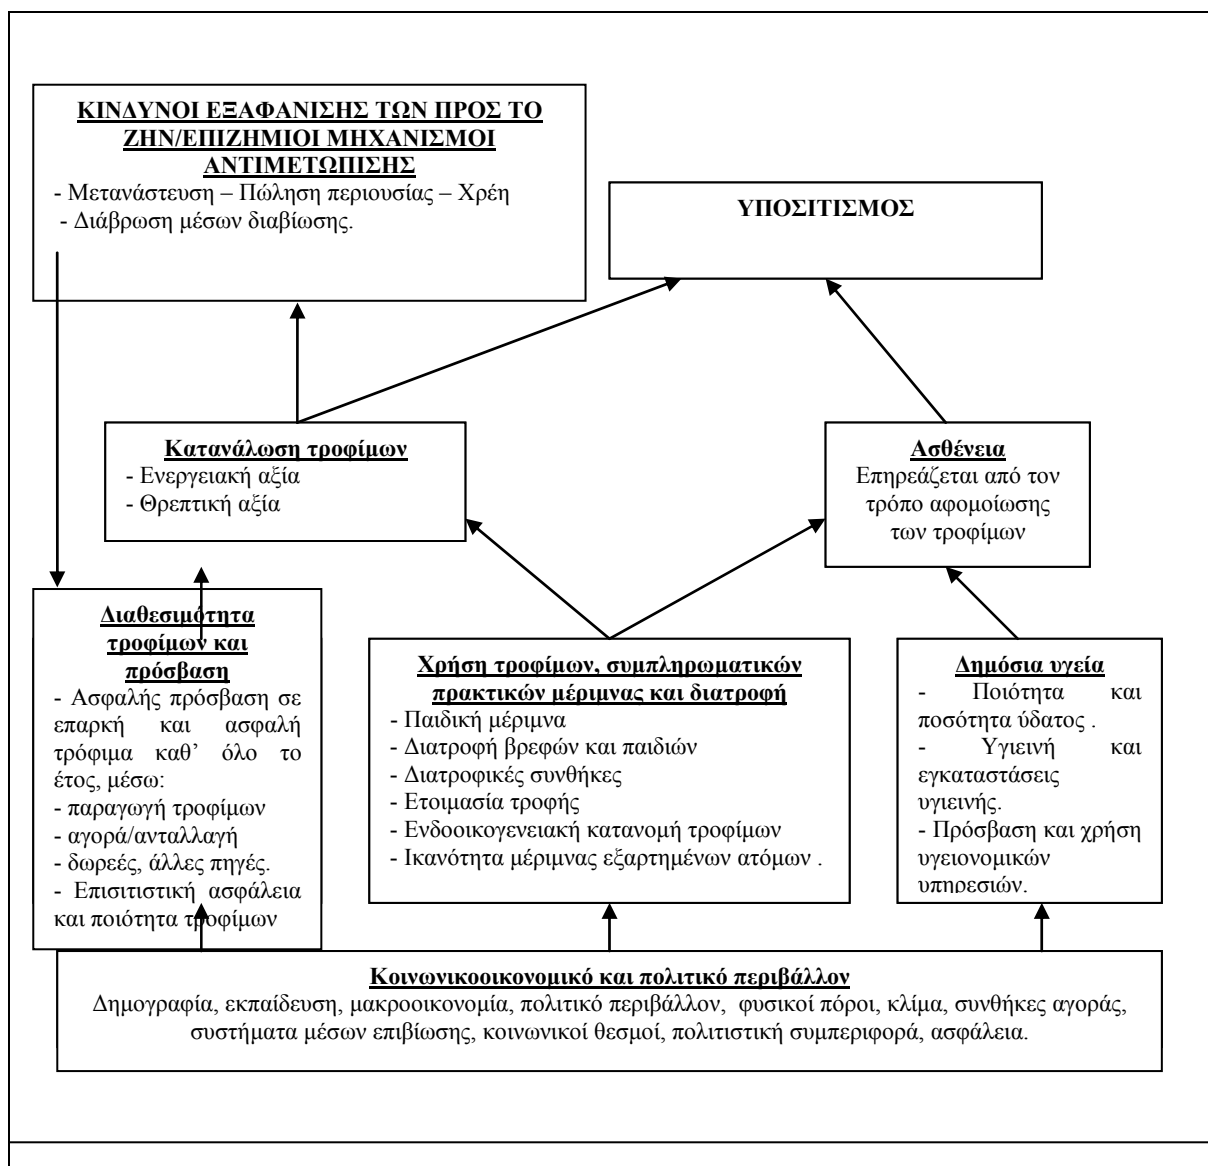 ΚΙΝΔΥΝΟΙ ΕΞΑΦΑΝΙΣΗΣ ΤΩΝ ΠΡΟΣ ΤΟ
ΖΗΝ/ΕΠΙΖΗΜΙΟΙ ΜΗΧΑΝΙΣΜΟΙ
ΑΝΤΙΜΕΤΩΠΙΣΗΣ
- Μετανάστευση – Πώληση περιουσίας – Χρέη
- Διάβρωση μέσων διαβίωσης.
ΥΠΟΣΙΤΙΣΜΟΣ
Κατανάλωση τροφίμων
- Ενεργειακή αξία
- Θρεπτική αξία
Ασθένεια
Επηρεάζεται από τον
τρόπο αφομοίωσης
των τροφίμων
Διαθεσιμότητα
τροφίμων και
πρόσβαση
- Ασφαλής πρόσβαση σε
επαρκή και ασφαλή
τρόφιμα καθ’ όλο το
έτος, μέσω:
- παραγωγή τροφίμων
- αγορά/ανταλλαγή
- δωρεές, άλλες πηγές.
- Επισιτιστική ασφάλεια
και ποιότητα τροφίμων
Χρήση τροφίμων, συμπληρωματικών
πρακτικών μέριμνας και διατροφή
- Παιδική μέριμνα
- Διατροφή βρεφών και παιδιών
- Διατροφικές συνθήκες
- Ετοιμασία τροφής
- Ενδοοικογενειακή κατανομή τροφίμων
- Ικανότητα μέριμνας εξαρτημένων ατόμων .
Δημόσια υγεία
- Ποιότητα και
ποσότητα ύδατος .
- Υγιεινή και
εγκαταστάσεις
υγιεινής.
- Πρόσβαση και χρήση
υγειονομικών
υπηρεσιών.
Κοινωνικοοικονομικό και πολιτικό περιβάλλον
Δημογραφία, εκπαίδευση, μακροοικονομία, πολιτικό περιβάλλον, φυσικοί πόροι, κλίμα, συνθήκες αγοράς,
συστήματα μέσων επιβίωσης, κοινωνικοί θεσμοί, πολιτιστική συμπεριφορά, ασφάλεια.